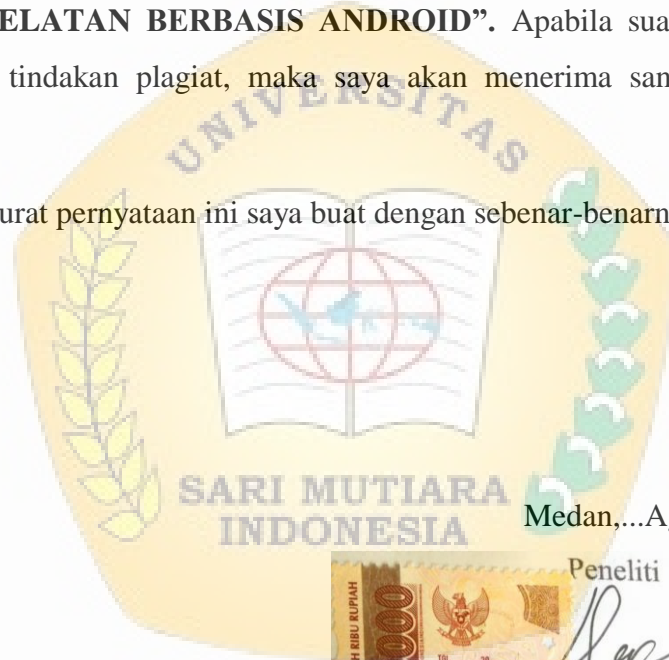 ELATAN BERBASIS ANDROID”. Apabila sua
tindakan plagiat, maka saya akan menerima san
UNIVERSITAS
urat pernyataan ini saya buat dengan sebenar-benarn
SARI MUTIARA
INDONESIA
Medan,...A
Peneliti
H RIBU RUPIAH
000